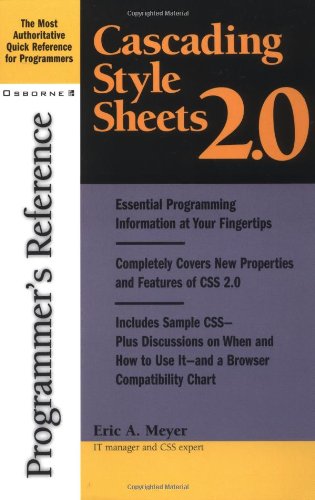 The Most
Authoritative
Quick Reference
for Programmers
OSBORNE
Programmer's Reference
Cascading
Style
Sheets 2.0
Essential Programming
Information at Your Fingertips
Completely Covers New Properties
and Features of CSS 2.0
Includes Sample CSS—
Plus Discussions on When and
How to Use It—and a Browser
Compatibility Chart
Eric A. Meyer
IT manager and CSS expert